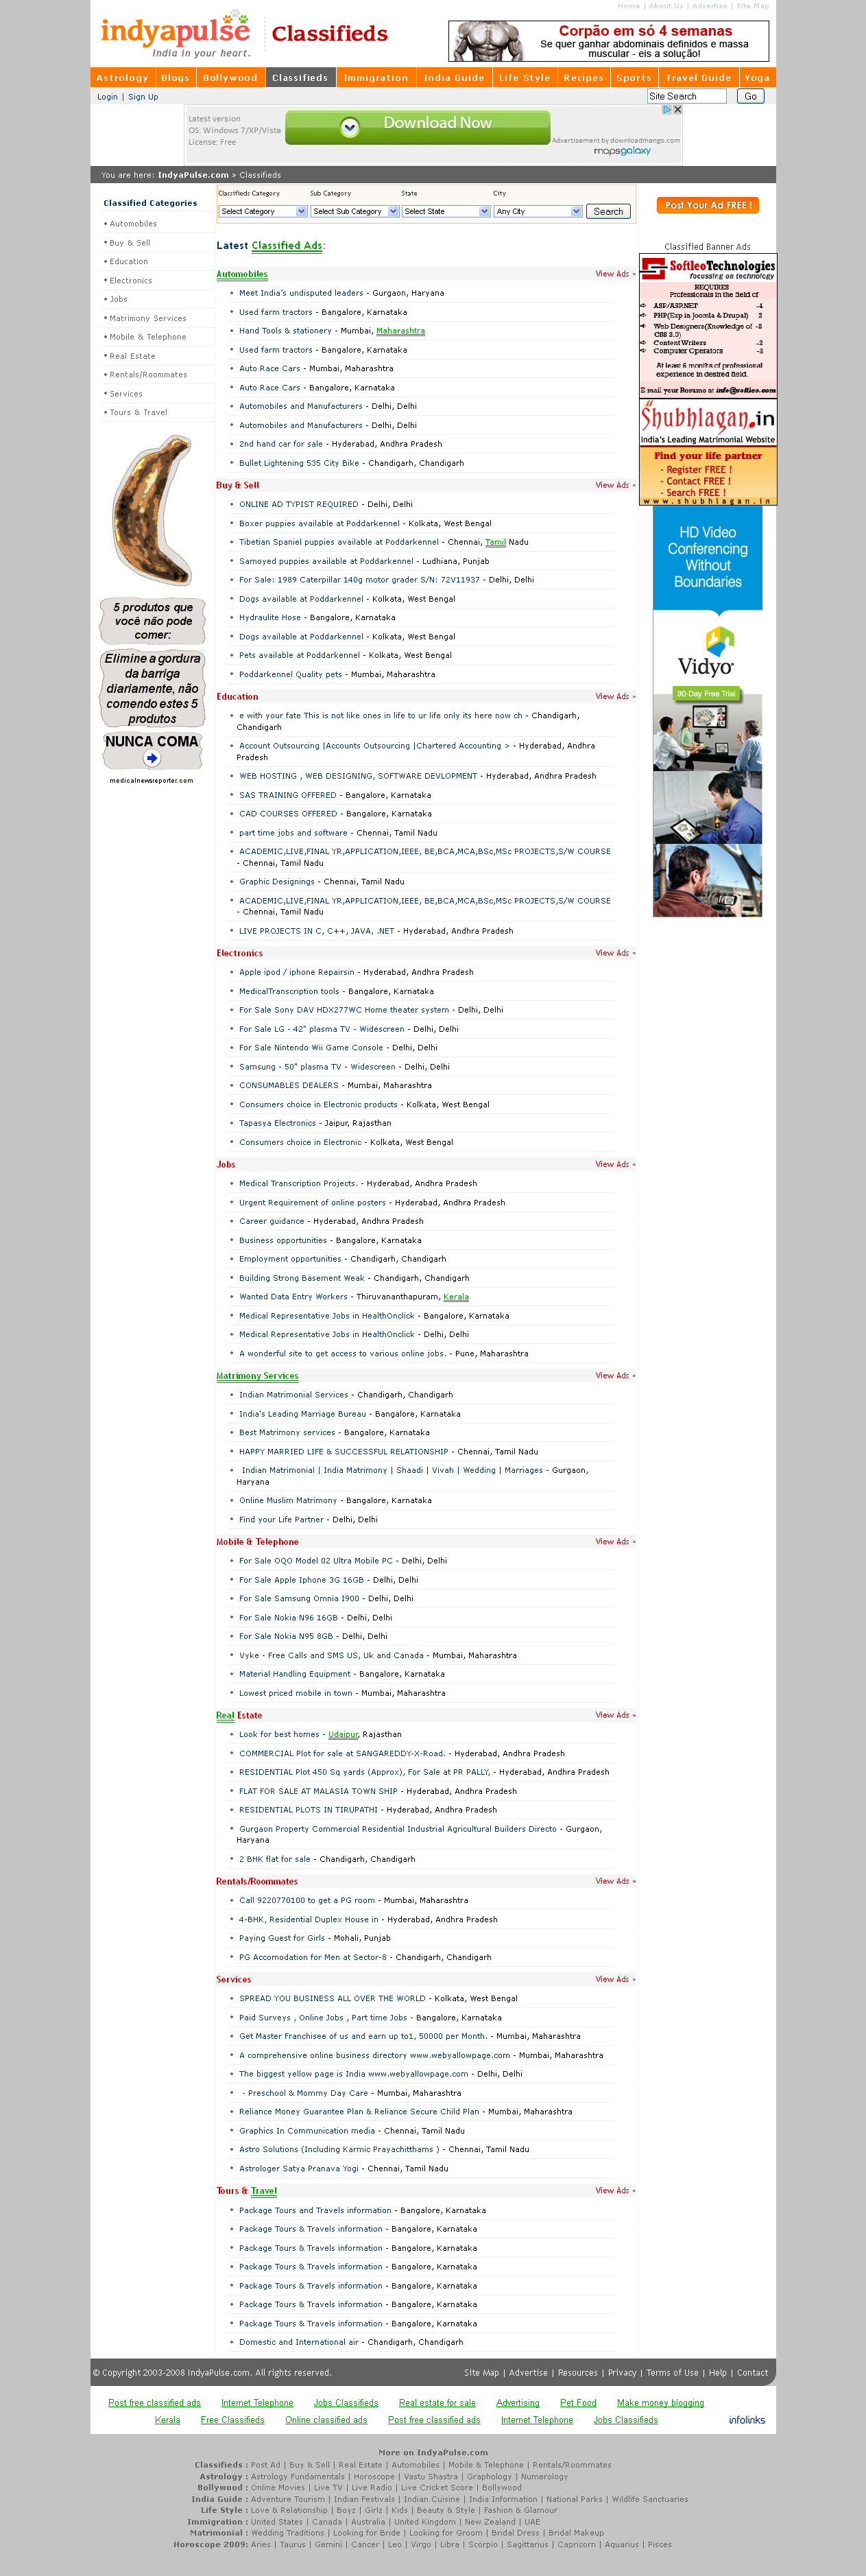 Home | About Us | Advertise | Site Map
indyapulse
India in your heart.
Classifieds
Corpão em só 4 semanas
Se quer ganhar abdominais definidos e massa muscular - eis a solução!
Astrology Blogs Bollywood Classifieds Immigration India Guide Life Style Recipes Sports Travel Guide Yoga
Login | Sign Up
Site Search Go
Latest version
OS: Windows 7/XP/Vista
License: Free
Download Now
Advertisement by downloadmango.com
mapsgalaxy
You are here: IndyaPulse.com » Classifieds
Classified Categories
• Automobiles
• Buy & Sell
• Education
• Electronics
• Jobs
• Matrimony Services
• Mobile & Telephone
• Real Estate
• Rentals/Roommates
• Services
• Tours & Travel
5 produtos que você não pode comer:
Elimine a gordura da barriga diariamente, não comendo estes 5 produtos
NUNCA COMA
medicalnewsreporter.com
Classifieds Category Sub Category State City
Select Category Select Sub Category Select State Any City Search
Latest Classified Ads:
Automobiles View Ads »
• Meet India's undisputed leaders - Gurgaon, Haryana
• Used farm tractors - Bangalore, Karnataka
• Hand Tools & stationery - Mumbai, Maharashtra
• Used farm tractors - Bangalore, Karnataka
• Auto Race Cars - Mumbai, Maharashtra
• Auto Race Cars - Bangalore, Karnataka
• Automobiles and Manufacturers - Delhi, Delhi
• Automobiles and Manufacturers - Delhi, Delhi
• 2nd hand car for sale - Hyderabad, Andhra Pradesh
• Bullet Lightening 535 City Bike - Chandigarh, Chandigarh
Buy & Sell View Ads »
• ONLINE AD TYPIST REQUIRED - Delhi, Delhi
• Boxer puppies available at Poddarkennel - Kolkata, West Bengal
• Tibetian Spaniel puppies available at Poddarkennel - Chennai, Tamil Nadu
• Samoyed puppies available at Poddarkennel - Ludhiana, Punjab
• For Sale: 1989 Caterpillar 140g motor grader S/N: 72V11937 - Delhi, Delhi
• Dogs available at Poddarkennel - Kolkata, West Bengal
• Hydraulite Hose - Bangalore, Karnataka
• Dogs available at Poddarkennel - Kolkata, West Bengal
• Pets available at Poddarkennel - Kolkata, West Bengal
• Poddarkennel Quality pets - Mumbai, Maharashtra
Education View Ads »
• e with your fate This is not like ones in life to ur life only its here now ch - Chandigarh,
Chandigarh
• Account Outsourcing |Accounts Outsourcing |Chartered Accounting > - Hyderabad, Andhra
Pradesh
• WEB HOSTING , WEB DESIGNING, SOFTWARE DEVLOPMENT - Hyderabad, Andhra Pradesh
• SAS TRAINING OFFERED - Bangalore, Karnataka
• CAD COURSES OFFERED - Bangalore, Karnataka
• part time jobs and software - Chennai, Tamil Nadu
• ACADEMIC,LIVE,FINAL YR,APPLICATION,IEEE, BE,BCA,MCA,BSc,MSc PROJECTS,S/W COURSE
- Chennai, Tamil Nadu
• Graphic Designings - Chennai, Tamil Nadu
• ACADEMIC,LIVE,FINAL YR,APPLICATION,IEEE, BE,BCA,MCA,BSc,MSc PROJECTS,S/W COURSE
- Chennai, Tamil Nadu
• LIVE PROJECTS IN C, C++, JAVA, .NET - Hyderabad, Andhra Pradesh
Electronics View Ads »
• Apple ipod / iphone Repairsin - Hyderabad, Andhra Pradesh
• MedicalTranscription tools - Bangalore, Karnataka
• For Sale Sony DAV HDX277WC Home theater system - Delhi, Delhi
• For Sale LG - 42" plasma TV - Widescreen - Delhi, Delhi
• For Sale Nintendo Wii Game Console - Delhi, Delhi
• Samsung - 50" plasma TV - Widescreen - Delhi, Delhi
• CONSUMABLES DEALERS - Mumbai, Maharashtra
• Consumers choice in Electronic products - Kolkata, West Bengal
• Tapasya Electronics - Jaipur, Rajasthan
• Consumers choice in Electronic - Kolkata, West Bengal
Jobs View Ads »
• Medical Transcription Projects. - Hyderabad, Andhra Pradesh
• Urgent Requirement of online posters - Hyderabad, Andhra Pradesh
• Career guidance - Hyderabad, Andhra Pradesh
• Business opportunities - Bangalore, Karnataka
• Employment opportunities - Chandigarh, Chandigarh
• Building Strong Basement Weak - Chandigarh, Chandigarh
• Wanted Data Entry Workers - Thiruvananthapuram, Kerala
• Medical Representative Jobs in HealthOnclick - Bangalore, Karnataka
• Medical Representative Jobs in HealthOnclick - Delhi, Delhi
• A wonderful site to get access to various online jobs. - Pune, Maharashtra
Matrimony Services View Ads »
• Indian Matrimonial Services - Chandigarh, Chandigarh
• India's Leading Marriage Bureau - Bangalore, Karnataka
• Best Matrimony services - Bangalore, Karnataka
• HAPPY MARRIED LIFE & SUCCESSFUL RELATIONSHIP - Chennai, Tamil Nadu
• Indian Matrimonial | India Matrimony | Shaadi | Vivah | Wedding | Marriages - Gurgaon,
Haryana
• Online Muslim Matrimony - Bangalore, Karnataka
• Find your Life Partner - Delhi, Delhi
Mobile & Telephone View Ads »
• For Sale OQO Model 02 Ultra Mobile PC - Delhi, Delhi
• For Sale Apple Iphone 3G 16GB - Delhi, Delhi
• For Sale Samsung Omnia I900 - Delhi, Delhi
• For Sale Nokia N96 16GB - Delhi, Delhi
• For Sale Nokia N95 8GB - Delhi, Delhi
• Vyke - Free Calls and SMS US, Uk and Canada - Mumbai, Maharashtra
• Material Handling Equipment - Bangalore, Karnataka
• Lowest priced mobile in town - Mumbai, Maharashtra
Real Estate View Ads »
• Look for best homes - Udaipur, Rajasthan
• COMMERCIAL Plot for sale at SANGAREDDY-X-Road. - Hyderabad, Andhra Pradesh
• RESIDENTIAL Plot 450 Sq yards (Approx), For Sale at PR PALLY, - Hyderabad, Andhra Pradesh
• FLAT FOR SALE AT MALASIA TOWN SHIP - Hyderabad, Andhra Pradesh
• RESIDENTIAL PLOTS IN TIRUPATHI - Hyderabad, Andhra Pradesh
• Gurgaon Property Commercial Residential Industrial Agricultural Builders Directo - Gurgaon,
Haryana
• 2 BHK flat for sale - Chandigarh, Chandigarh
Rentals/Roommates View Ads »
• Call 9220770100 to get a PG room - Mumbai, Maharashtra
• 4-BHK, Residential Duplex House in - Hyderabad, Andhra Pradesh
• Paying Guest for Girls - Mohali, Punjab
• PG Accomodation for Men at Sector-8 - Chandigarh, Chandigarh
Services View Ads »
• SPREAD YOU BUSINESS ALL OVER THE WORLD - Kolkata, West Bengal
• Paid Surveys , Online Jobs , Part time Jobs - Bangalore, Karnataka
• Get Master Franchisee of us and earn up to1, 50000 per Month. - Mumbai, Maharashtra
• A comprehensive online business directory www.webyallowpage.com - Mumbai, Maharashtra
• The biggest yellow page is India www.webyallowpage.com - Delhi, Delhi
• - Preschool & Mommy Day Care - Mumbai, Maharashtra
• Reliance Money Guarantee Plan & Reliance Secure Child Plan - Mumbai, Maharashtra
• Graphics In Communication media - Chennai, Tamil Nadu
• Astro Solutions (Including Karmic Prayachitthams ) - Chennai, Tamil Nadu
• Astrologer Satya Pranava Yogi - Chennai, Tamil Nadu
Tours & Travel View Ads »
• Package Tours and Travels information - Bangalore, Karnataka
• Package Tours & Travels information - Bangalore, Karnataka
• Package Tours & Travels information - Bangalore, Karnataka
• Package Tours & Travels information - Bangalore, Karnataka
• Package Tours & Travels information - Bangalore, Karnataka
• Package Tours & Travels information - Bangalore, Karnataka
• Package Tours & Travels information - Bangalore, Karnataka
• Domestic and International air - Chandigarh, Chandigarh
Post Your Ad FREE !
Classified Banner Ads
Softleo Technologies
REQUIRES
Professionals in the field of
ASP/ASP.NET -4
PHP(Exp in Joomla & Drupal) -2
Web Designers(Knowledge of CSS 3.0) -8
Content Writers -2
Computer Operators -3
At least 6 months of professional experience in desired field.
E mail your Resume at info@softleo.com
Shubhlagan.in
India's Leading Matrimonial Website
Find your life partner
- Register FREE !
- Contact FREE !
- Search FREE !
www.shubhlagan.in
HD Video
Conferencing
Without
Boundaries
Vidyo
30-Day Free Trial
© Copyright 2003-2008 IndyaPulse.com. All rights reserved. Site Map | Advertise | Resources | Privacy | Terms of Use | Help | Contact
Post free classified ads Internet Telephone Jobs Classifieds Real estate for sale Advertising Pet Food Make money blogging
Kerala Free Classifieds Online classified ads Post free classified ads Internet Telephone Jobs Classifieds infolinks
More on IndyaPulse.com
Classifieds : Post Ad | Buy & Sell | Real Estate | Automobiles | Mobile & Telephone | Rentals/Roommates
Astrology : Astrology Fundamentals | Horoscope | Vastu Shastra | Graphology | Numerology
Bollywood : Online Movies | Live TV | Live Radio | Live Cricket Score | Bollywood
India Guide : Adventure Tourism | Indian Festivals | Indian Cuisine | India Information | National Parks | Wildlife Sanctuaries
Life Style : Love & Relationship | Boyz | Girlz | Kids | Beauty & Style | Fashion & Glamour
Immigration : United States | Canada | Australia | United Kingdom | New Zealand | UAE
Matrimonial : Wedding Traditions | Looking for Bride | Looking for Groom | Bridal Dress | Bridal Makeup
Horoscope 2009: Aries | Taurus | Gemini | Cancer | Leo | Virgo | Libra | Scorpio | Sagittarius | Capricorn | Aquarius | Pisces